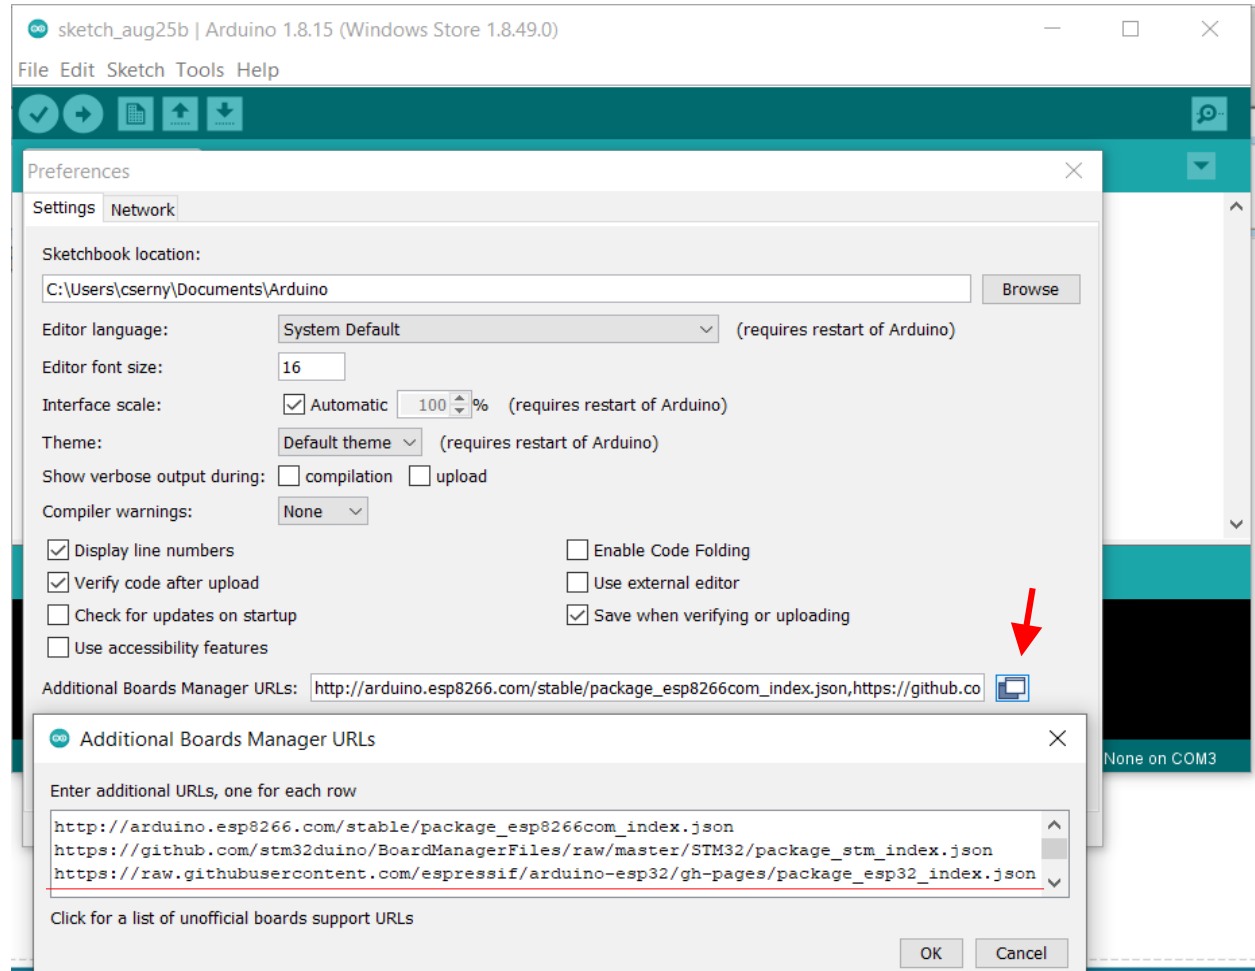 sketch_aug25b | Arduino 1.8.15 (Windows Store 1.8.49.0)
File Edit Sketch Tools Help
Preferences
Settings Network
Sketchbook location:
C:\Users\cserny\Documents\Arduino Browse
Editor language: System Default (requires restart of Arduino)
Editor font size: 16
Interface scale: Automatic 100 % (requires restart of Arduino)
Theme: Default theme (requires restart of Arduino)
Show verbose output during: compilation upload
Compiler warnings: None
Display line numbers Enable Code Folding
Verify code after upload Use external editor
Check for updates on startup Save when verifying or uploading
Use accessibility features
Additional Boards Manager URLs: http://arduino.esp8266.com/stable/package_esp8266com_index.json,https://github.co
Additional Boards Manager URLs
None on COM3
Enter additional URLs, one for each row
http://arduino.esp8266.com/stable/package_esp8266com_index.json
https://github.com/stm32duino/BoardManagerFiles/raw/master/STM32/package_stm_index.json
https://raw.githubusercontent.com/espressif/arduino-esp32/gh-pages/package_esp32_index.json
Click for a list of unofficial boards support URLs
OK Cancel